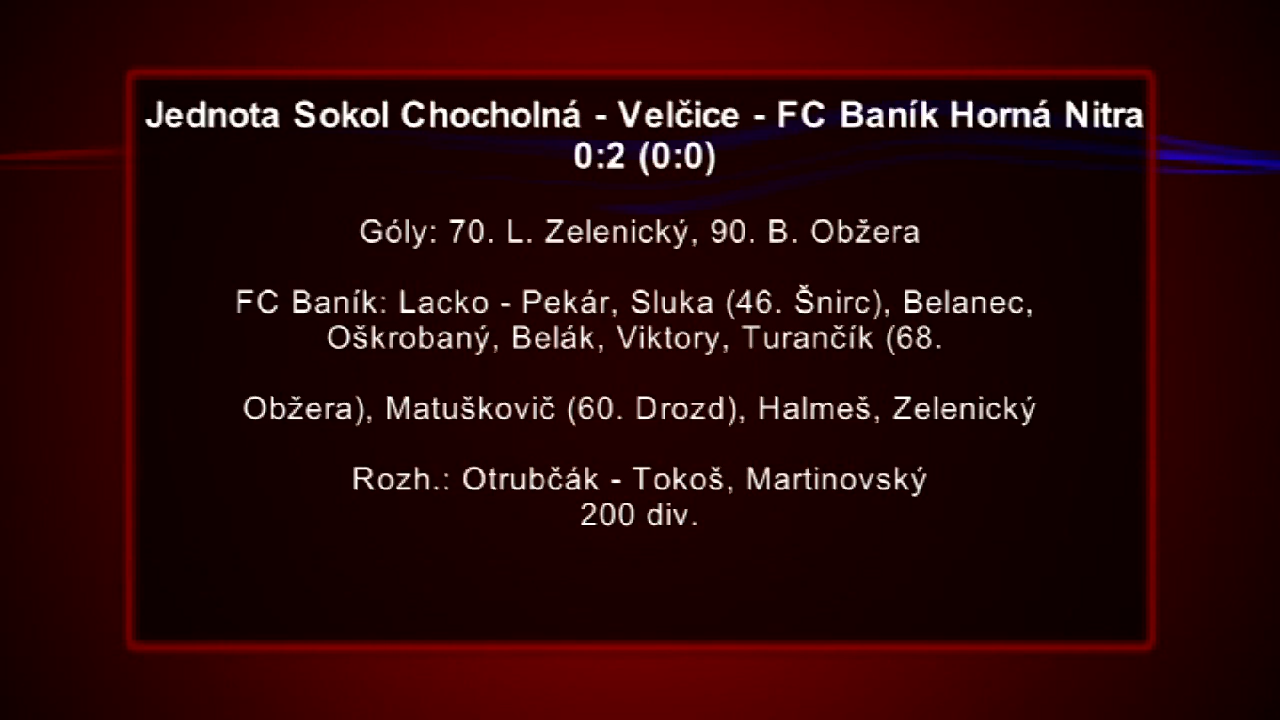 Jednota Sokol Chocholná - Velčice - FC Baník Horná Nitra
0:2 (0:0)
Góly: 70. L. Zelenický, 90. B. Obžera
FC Baník: Lacko - Pekár, Sluka (46. Šnirc), Belanec,
Oškrobaný, Belák, Viktory, Turančík (68.
Obžera), Matuškovič (60. Drozd), Halmeš, Zelenický
Rozh.: Otrubčák - Tokoš, Martinovský
200 div.